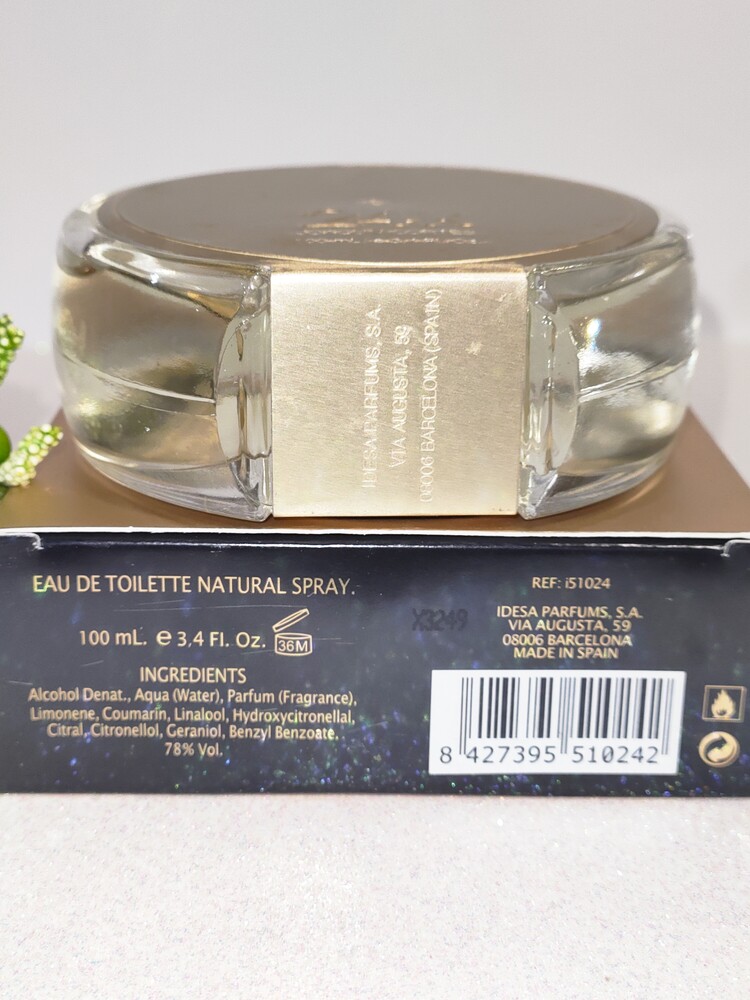 IDESA PARFUMS, S.A.
VIA AUGUSTA, 59
08006 BARCELONA (SPAIN)
EAU DE TOILETTE NATURAL SPRAY.
100 mL. e 3,4 Fl. Oz.
36M
INGREDIENTS
Alcohol Denat., Aqua (Water), Parfum (Fragrance),
Limonene, Coumarin, Linalool, Hydroxycitronellal,
Citral, Citronellol, Geraniol, Benzyl Benzoate.
78% Vol.
X3249
REF: i51024
IDESA PARFUMS, S.A.
VIA AUGUSTA, 59
08006 BARCELONA
MADE IN SPAIN
8 427395 510242